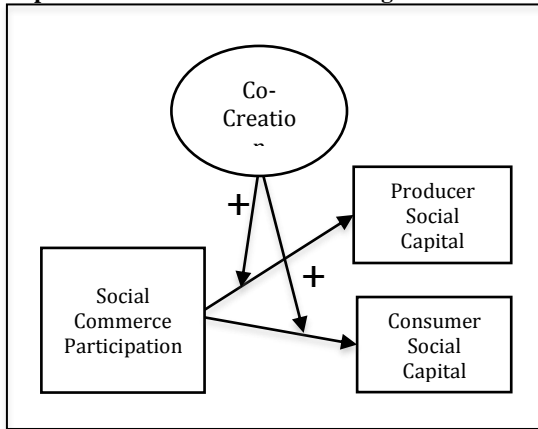 Co-
Creatio
n
+
+
Producer
Social
Capital
Social
Commerce
Participation
Consumer
Social
Capital